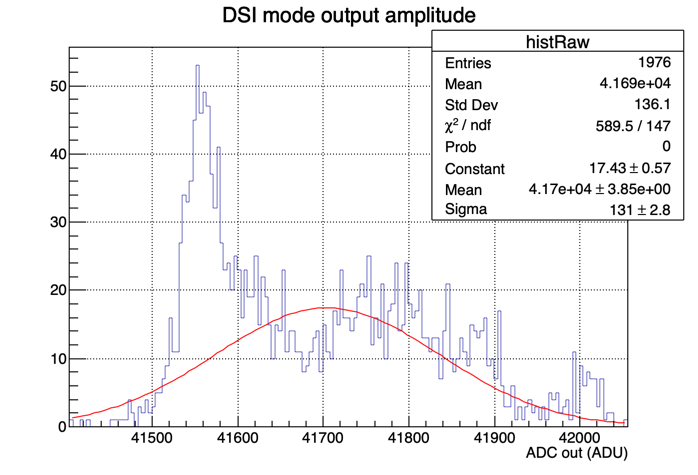 DSI mode output amplitude
histRaw
Entries 1976
Mean 4.169e+04
Std Dev 136.1
χ² / ndf 589.5 / 147
Prob 0
Constant 17.43 ± 0.57
Mean 4.17e+04 ± 3.85e+00
Sigma 131 ± 2.8
50
40
30
20
10
0
41500 41600 41700 41800 41900 42000
ADC out (ADU)